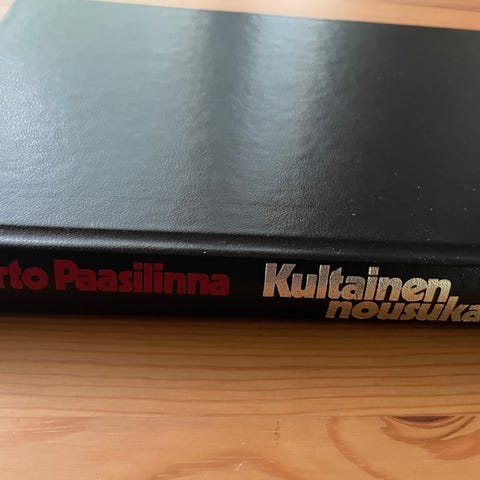 rto Paasilinna
Kultainen
nousuka